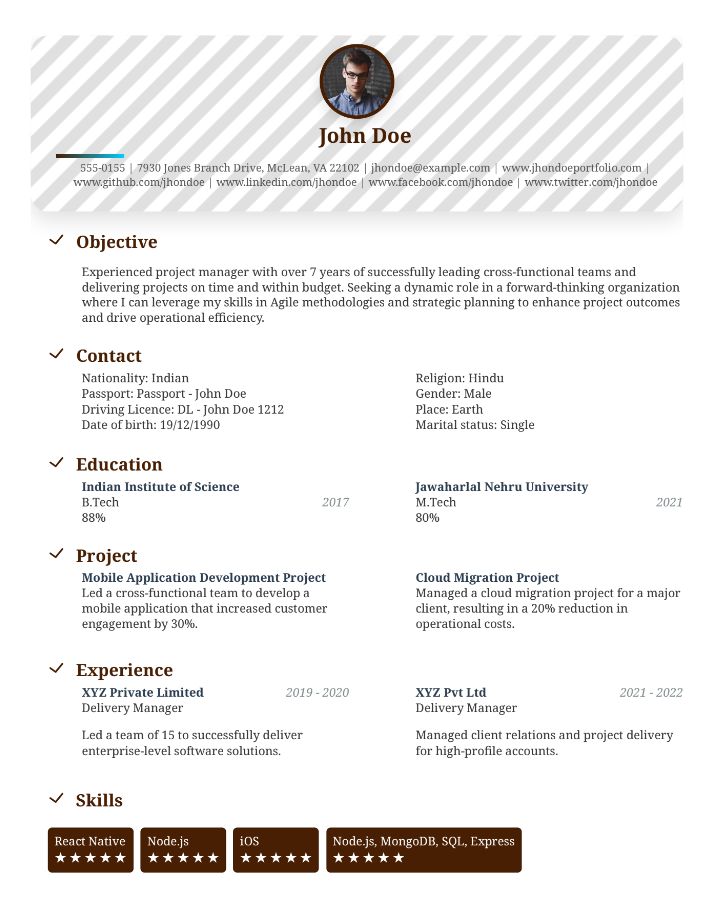 John Doe
555-0155 | 7930 Jones Branch Drive, McLean, VA 22102 | jhondoe@example.com | www.jhondoeportfolio.com |
www.github.com/jhondoe | www.linkedin.com/jhondoe | www.facebook.com/jhondoe | www.twitter.com/jhondoe
Objective
Experienced project manager with over 7 years of successfully leading cross-functional teams and
delivering projects on time and within budget. Seeking a dynamic role in a forward-thinking organization
where I can leverage my skills in Agile methodologies and strategic planning to enhance project outcomes
and drive operational efficiency.
Contact
Nationality: Indian
Passport: Passport - John Doe
Driving Licence: DL - John Doe 1212
Date of birth: 19/12/1990
Religion: Hindu
Gender: Male
Place: Earth
Marital status: Single
Education
Indian Institute of Science
B.Tech 2017
88%
Jawaharlal Nehru University
M.Tech 2021
80%
Project
Mobile Application Development Project
Led a cross-functional team to develop a
mobile application that increased customer
engagement by 30%.
Cloud Migration Project
Managed a cloud migration project for a major
client, resulting in a 20% reduction in
operational costs.
Experience
XYZ Private Limited 2019 - 2020
Delivery Manager
Led a team of 15 to successfully deliver
enterprise-level software solutions.
XYZ Pvt Ltd 2021 - 2022
Delivery Manager
Managed client relations and project delivery
for high-profile accounts.
Skills
React Native
★★★★★
Node.js
★★★★★
iOS
★★★★★
Node.js, MongoDB, SQL, Express
★★★★★